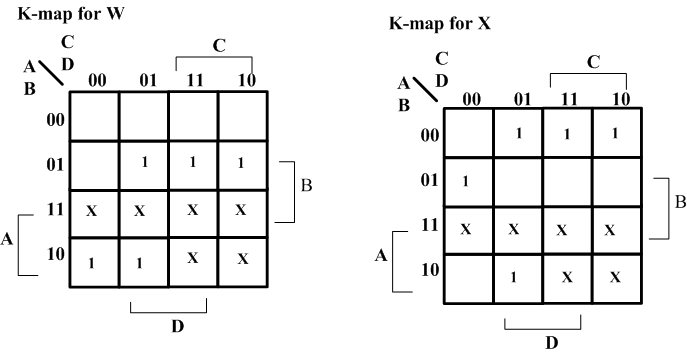 K-map for W
C
D
A
B
C
00 01 11 10
00
01 1 1 1
B
11 X X X X
A
10 1 1 X X
D
K-map for X
C
D
A
B
C
00 01 11 10
00 1 1 1
01 1
B
11 X X X X
A
10 1 X X
D